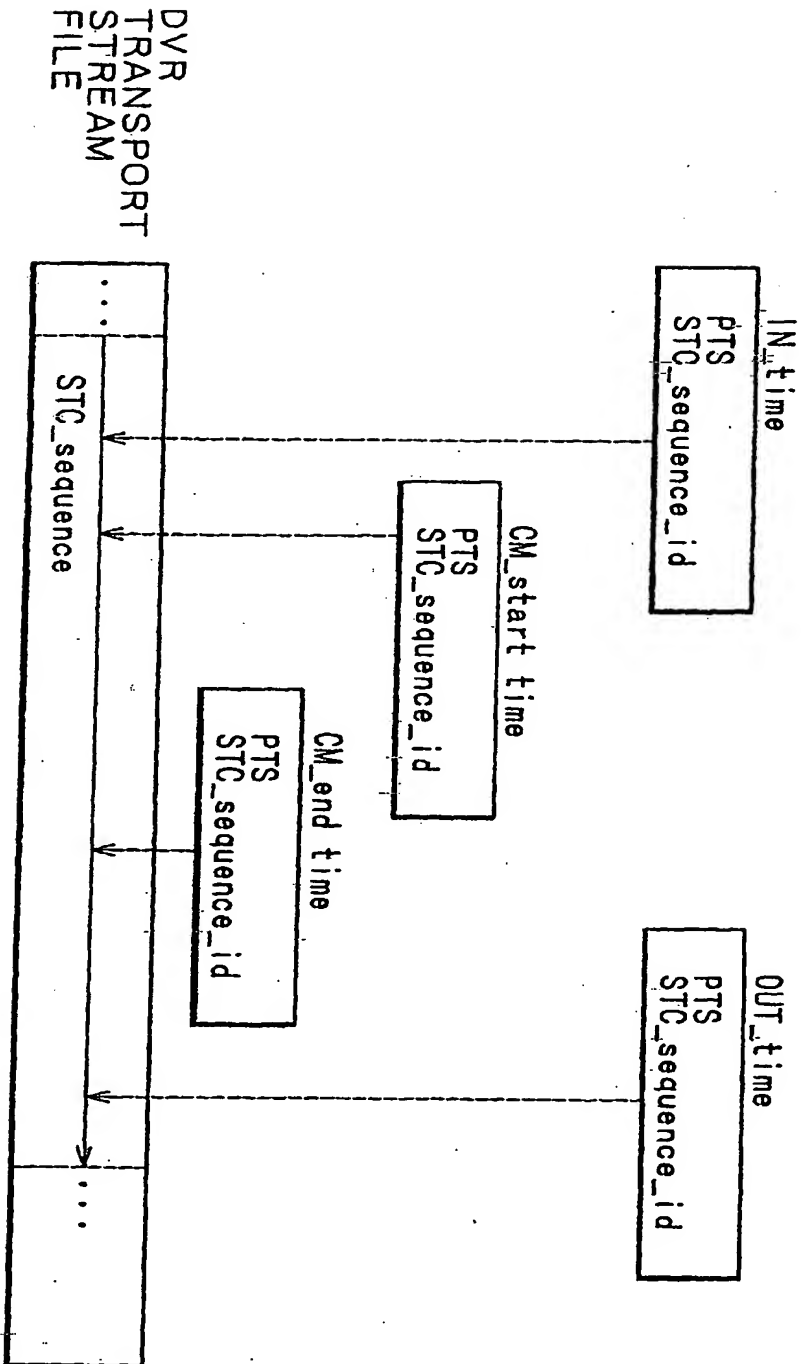 IN_time
PTS
STC_sequence_id
CM_start time
PTS
STC_sequence_id
CM_end time
PTS
STC_sequence_id
OUT_time
PTS
STC_sequence_id
DVR
TRANSPORT
STREAM
FILE
...
STC_sequence
...